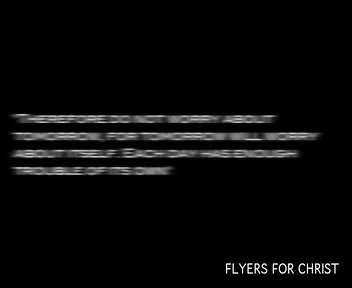 "THEREFORE DO NOT WORRY ABOUT
TOMORROW, FOR TOMORROW WILL WORRY
ABOUT ITSELF. EACH DAY HAS ENOUGH
TROUBLE OF ITS OWN."
FLYERS FOR CHRIST